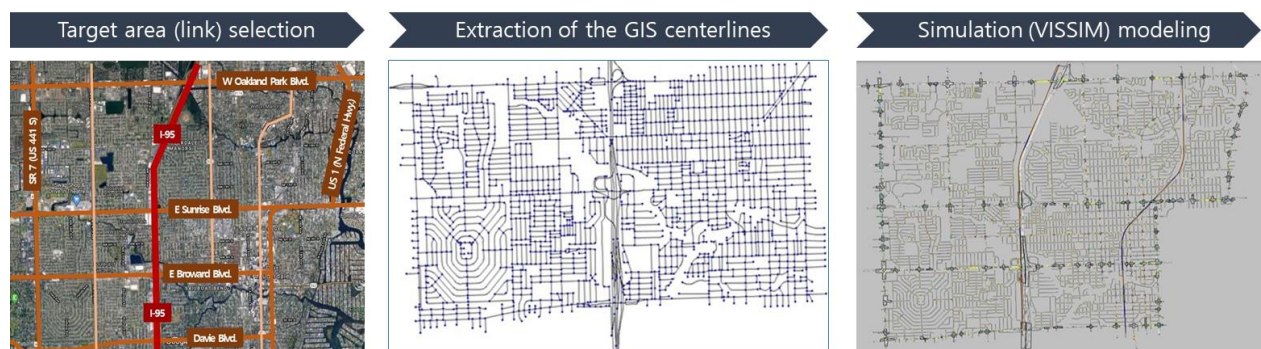 Target area (link) selection
Extraction of the GIS centerlines
Simulation (VISSIM) modeling
W Oakland Park Blvd.
SR 7 (US 441 S)
I-95
US 1 (N Federal Hwy.)
E Sunrise Blvd.
E Broward Blvd.
I-95
Davie Blvd.